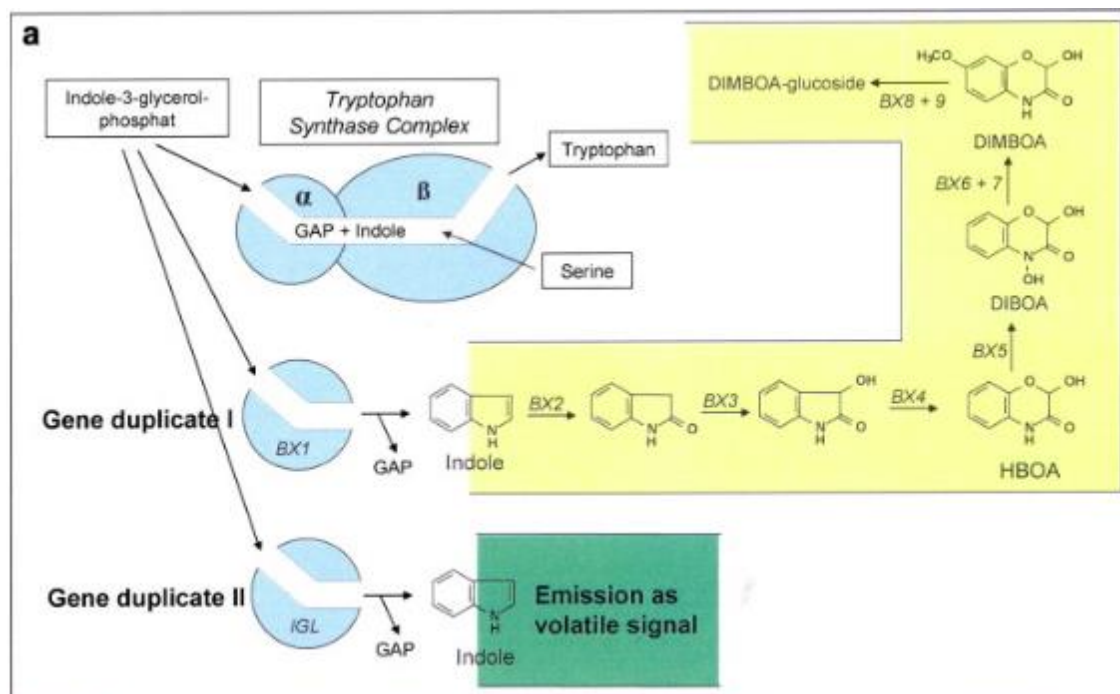 a
Indole-3-glycerol-
phosphat
Tryptophan
Synthase Complex
Tryptophan
α
ß
GAP + Indole
Serine
DIMBOA-glucoside
BX8 + 9
H₃CO
O
OH
N
H
O
DIMBOA
BX6 + 7
O
OH
N
O
OH
DIBOA
BX5
Gene duplicate I
BX1
GAP
N
H
Indole
BX2
N
H
O
BX3
OH
N
H
O
BX4
O
OH
N
H
O
HBOA
Gene duplicate II
IGL
GAP
N
H
Indole
Emission as
volatile signal